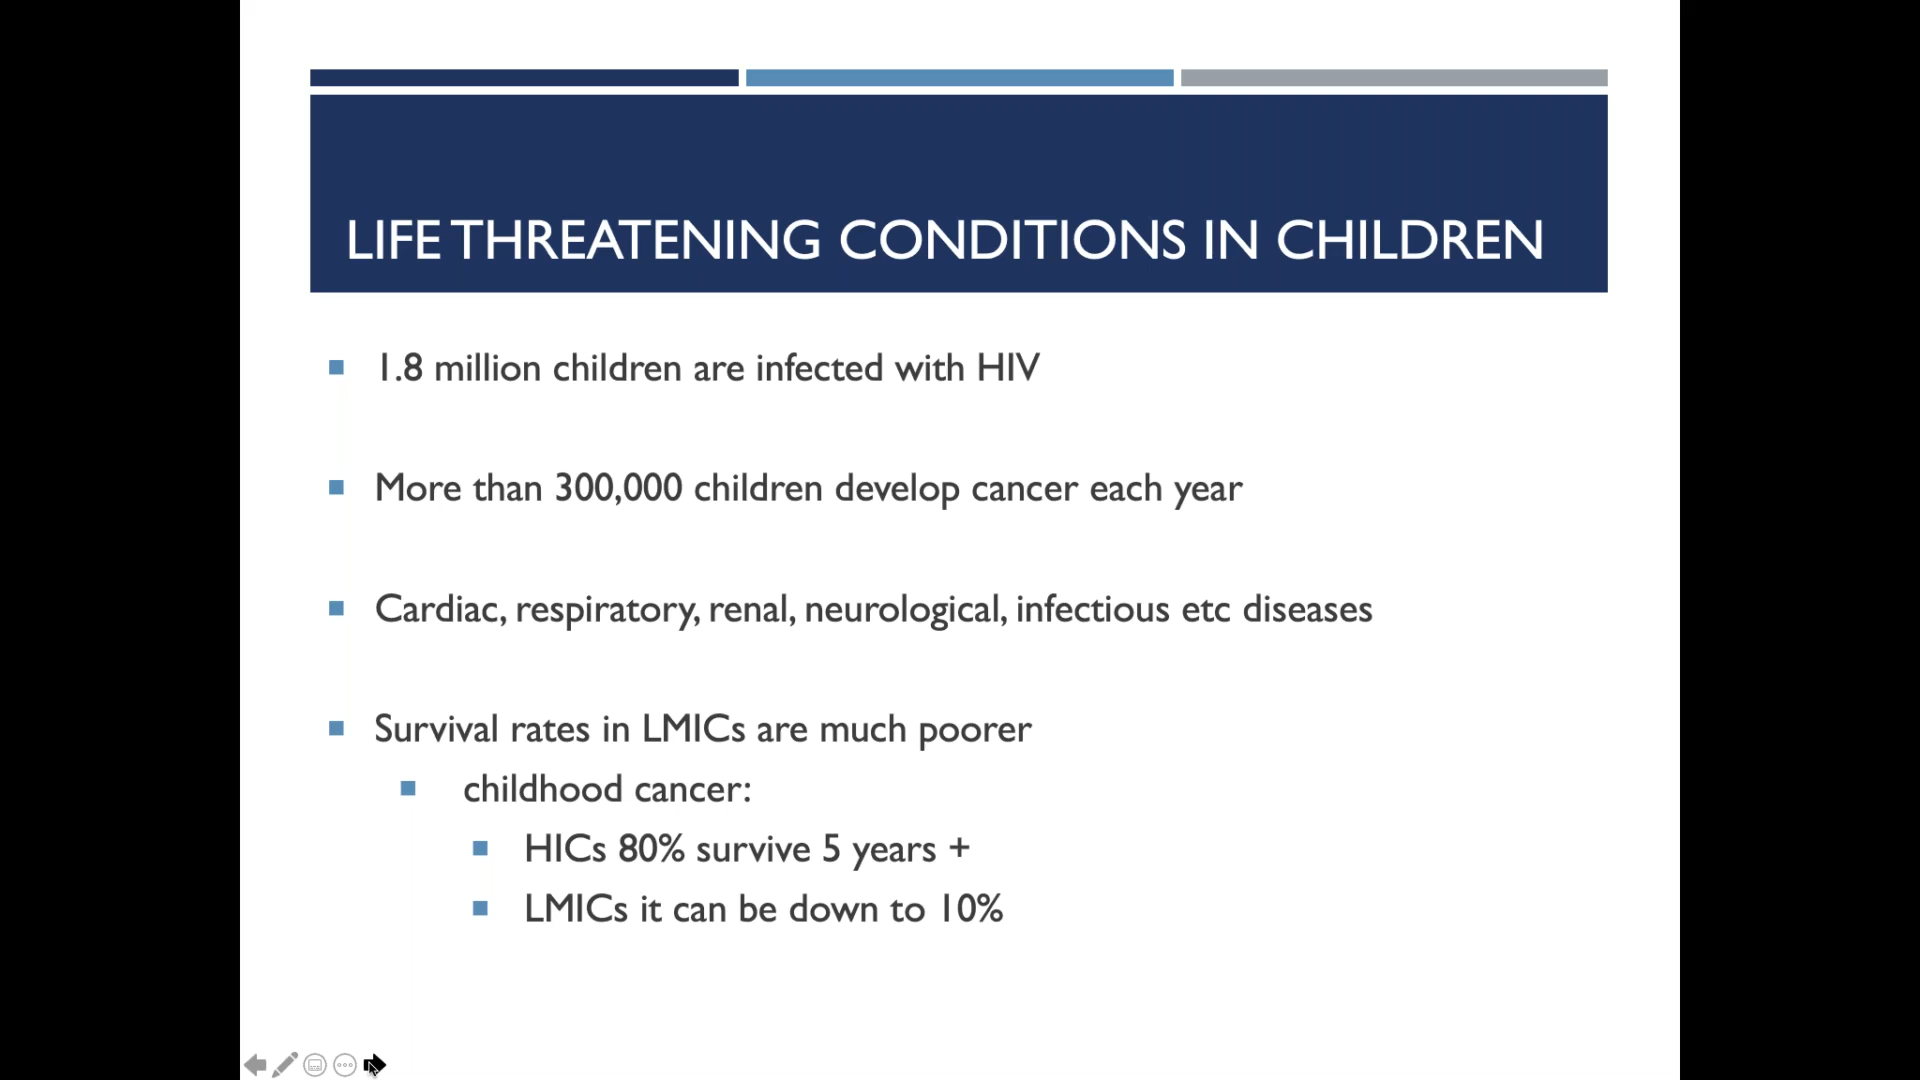 LIFE THREATENING CONDITIONS IN CHILDREN
1.8 million children are infected with HIV
More than 300,000 children develop cancer each year
Cardiac, respiratory, renal, neurological, infectious etc diseases
Survival rates in LMICs are much poorer
childhood cancer:
HICs 80% survive 5 years +
LMICs it can be down to 10%